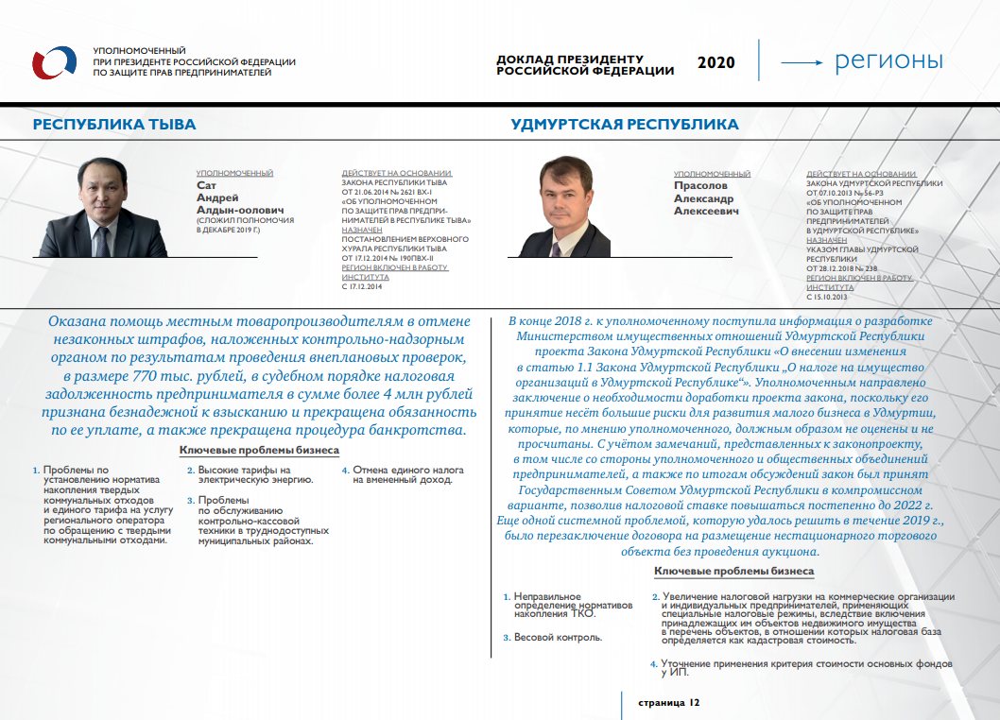 УПОЛНОМОЧЕННЫЙ
ПРИ ПРЕЗИДЕНТЕ РОССИЙСКОЙ ФЕДЕРАЦИИ
ПО ЗАЩИТЕ ПРАВ ПРЕДПРИНИМАТЕЛЕЙ
ДОКЛАД ПРЕЗИДЕНТУ
РОССИЙСКОЙ ФЕДЕРАЦИИ
2020
регионы
РЕСПУБЛИКА ТЫВА
УПОЛНОМОЧЕННЫЙ
Сат
Андрей
Алдын-оолович
(СЛОЖИЛ ПОЛНОМОЧИЯ
В ДЕКАБРЕ 2019 Г.)
ДЕЙСТВУЕТ НА ОСНОВАНИИ
ЗАКОНА РЕСПУБЛИКИ ТЫВА
ОТ 21.06.2014 № 2621 ВХ-I
«ОБ УПОЛНОМОЧЕННОМ
ПО ЗАЩИТЕ ПРАВ ПРЕДПРИ-
НИМАТЕЛЕЙ В РЕСПУБЛИКЕ ТЫВА»
НАЗНАЧЕН
ПОСТАНОВЛЕНИЕМ ВЕРХОВНОГО
ХУРАЛА РЕСПУБЛИКИ ТЫВА
ОТ 17.12.2014 № 190ПВХ-II
РЕГИОН ВКЛЮЧЕН В РАБОТУ
ИНСТИТУТА
С 17.12.2014
Оказана помощь местным товаропроизводителям в отмене
незаконных штрафов, наложенных контрольно-надзорным
органом по результатам проведения внеплановых проверок,
в размере 770 тыс. рублей, в судебном порядке налоговая
задолженность предпринимателя в сумме более 4 млн рублей
признана безнадежной к взысканию и прекращена обязанность
по ее уплате, а также прекращена процедура банкротства.
Ключевые проблемы бизнеса
1. Проблемы по
установлению норматива
накопления твердых
коммунальных отходов
и единого тарифа на услугу
регионального оператора
по обращению с твердыми
коммунальными отходами.
2. Высокие тарифы на
электрическую энергию.
3. Проблемы
по обслуживанию
контрольно-кассовой
техники в труднодоступных
муниципальных районах.
4. Отмена единого налога
на вмененный доход.
УДМУРТСКАЯ РЕСПУБЛИКА
УПОЛНОМОЧЕННЫЙ
Прасолов
Александр
Алексеевич
ДЕЙСТВУЕТ НА ОСНОВАНИИ
ЗАКОНА УДМУРТСКОЙ РЕСПУБЛИКИ
ОТ 07.10.2013 № 56-РЗ
«ОБ УПОЛНОМОЧЕННОМ
ПО ЗАЩИТЕ ПРАВ
ПРЕДПРИНИМАТЕЛЕЙ
В УДМУРТСКОЙ РЕСПУБЛИКЕ»
НАЗНАЧЕН
УКАЗОМ ГЛАВЫ УДМУРТСКОЙ
РЕСПУБЛИКИ
ОТ 28.12.2018 № 238
РЕГИОН ВКЛЮЧЕН В РАБОТУ
ИНСТИТУТА
С 15.10.2013
В конце 2018 г. к уполномоченному поступила информация о разработке
Министерством имущественных отношений Удмуртской Республики
проекта Закона Удмуртской Республики «О внесении изменения
в статью 1.1 Закона Удмуртской Республики „О налоге на имущество
организаций в Удмуртской Республике“». Уполномоченным направлено
заключение о необходимости доработки проекта закона, поскольку его
принятие несёт большие риски для развития малого бизнеса в Удмуртии,
которые, по мнению уполномоченного, должным образом не оценены и не
просчитаны. С учётом замечаний, представленных к законопроекту,
в том числе со стороны уполномоченного и общественных объединений
предпринимателей, а также по итогам обсуждений закон был принят
Государственным Советом Удмуртской Республики в компромиссном
варианте, позволив налоговой ставке повышаться постепенно до 2022 г.
Еще одной системной проблемой, которую удалось решить в течение 2019 г.,
было перезаключение договора на размещение нестационарного торгового
объекта без проведения аукциона.
Ключевые проблемы бизнеса
1. Неправильное
определение нормативов
накопления ТКО.
3. Весовой контроль.
2. Увеличение налоговой нагрузки на коммерческие организации
и индивидуальных предпринимателей, применяющих
специальные налоговые режимы, вследствие включения
принадлежащих им объектов недвижимого имущества
в перечень объектов, в отношении которых налоговая база
определяется как кадастровая стоимость.
4. Уточнение применения критерия стоимости основных фондов
у ИП.
страница 12